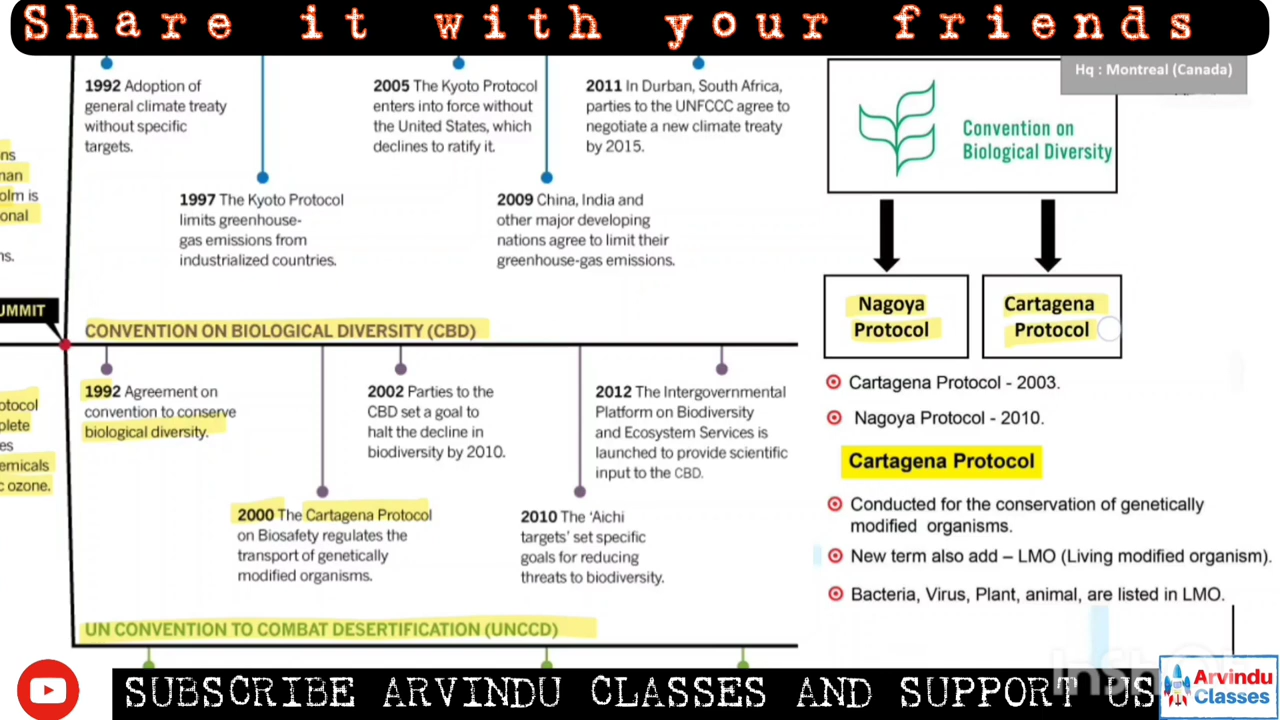 Share it with your friends
Hq : Montreal (Canada)
1992 Adoption of
general climate treaty
without specific
targets.
2005 The Kyoto Protocol
enters into force without
the United States, which
declines to ratify it.
2011 In Durban, South Africa,
parties to the UNFCCC agree to
negotiate a new climate treaty
by 2015.
1997 The Kyoto Protocol
limits greenhouse-
gas emissions from
industrialized countries.
2009 China, India and
other major developing
nations agree to limit their
greenhouse-gas emissions.
CONVENTION ON BIOLOGICAL DIVERSITY (CBD)
1992 Agreement on
convention to conserve
biological diversity.
2002 Parties to the
CBD set a goal to
halt the decline in
biodiversity by 2010.
2012 The Intergovernmental
Platform on Biodiversity
and Ecosystem Services is
launched to provide scientific
input to the CBD.
2000 The Cartagena Protocol
on Biosafety regulates the
transport of genetically
modified organisms.
2010 The ‘Aichi
targets’ set specific
goals for reducing
threats to biodiversity.
UN CONVENTION TO COMBAT DESERTIFICATION (UNCCD)
Convention on
Biological Diversity
Nagoya
Protocol
Cartagena
Protocol
Cartagena Protocol - 2003.
Nagoya Protocol - 2010.
Cartagena Protocol
Conducted for the conservation of genetically
modified organisms.
New term also add – LMO (Living modified organism).
Bacteria, Virus, Plant, animal, are listed in LMO.
SUBSCRIBE ARVINDU CLASSES AND SUPPORT US
Arvindu
Classes